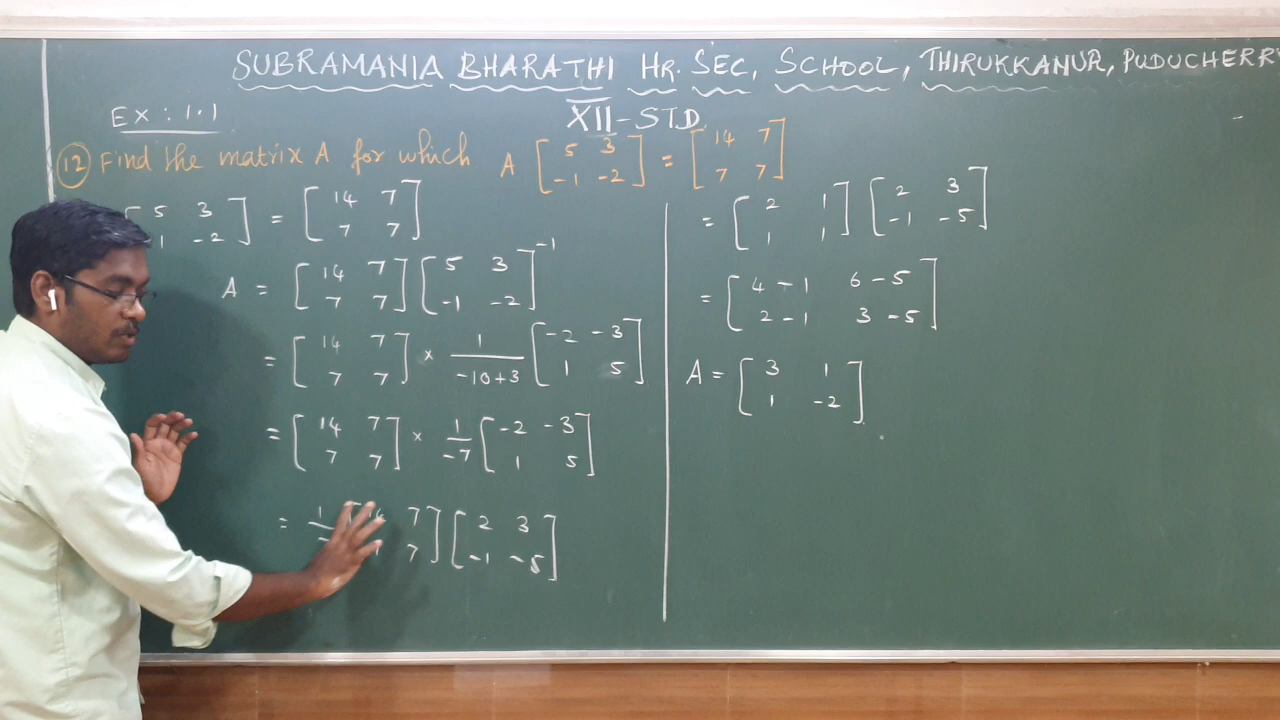 SUBRAMANIA BHARATHI HR. SEC. SCHOOL, THIRUKKANUR, PUDUCHERRY
XII - STD
EX : 1.1
12 Find the matrix A for which A [ 5 3 ; -1 -2 ] = [ 14 7 ; 7 7 ]
[ 5 3 ; 1 -2 ] = [ 14 7 ; 7 7 ]
A = [ 14 7 ; 7 7 ] [ 5 3 ; -1 -2 ]^-1
= [ 14 7 ; 7 7 ] × 1/(-10+3) [ -2 -3 ; 1 5 ]
= [ 14 7 ; 7 7 ] × 1/-7 [ -2 -3 ; 1 5 ]
= 1 7 ; 7 ] [ 2 3 ; -1 -5 ]
= [ 2 1 ; 1 1 ] [ 2 3 ; -1 -5 ]
= [ 4 - 1 6 - 5 ; 2 - 1 3 - 5 ]
A = [ 3 1 ; 1 -2 ]